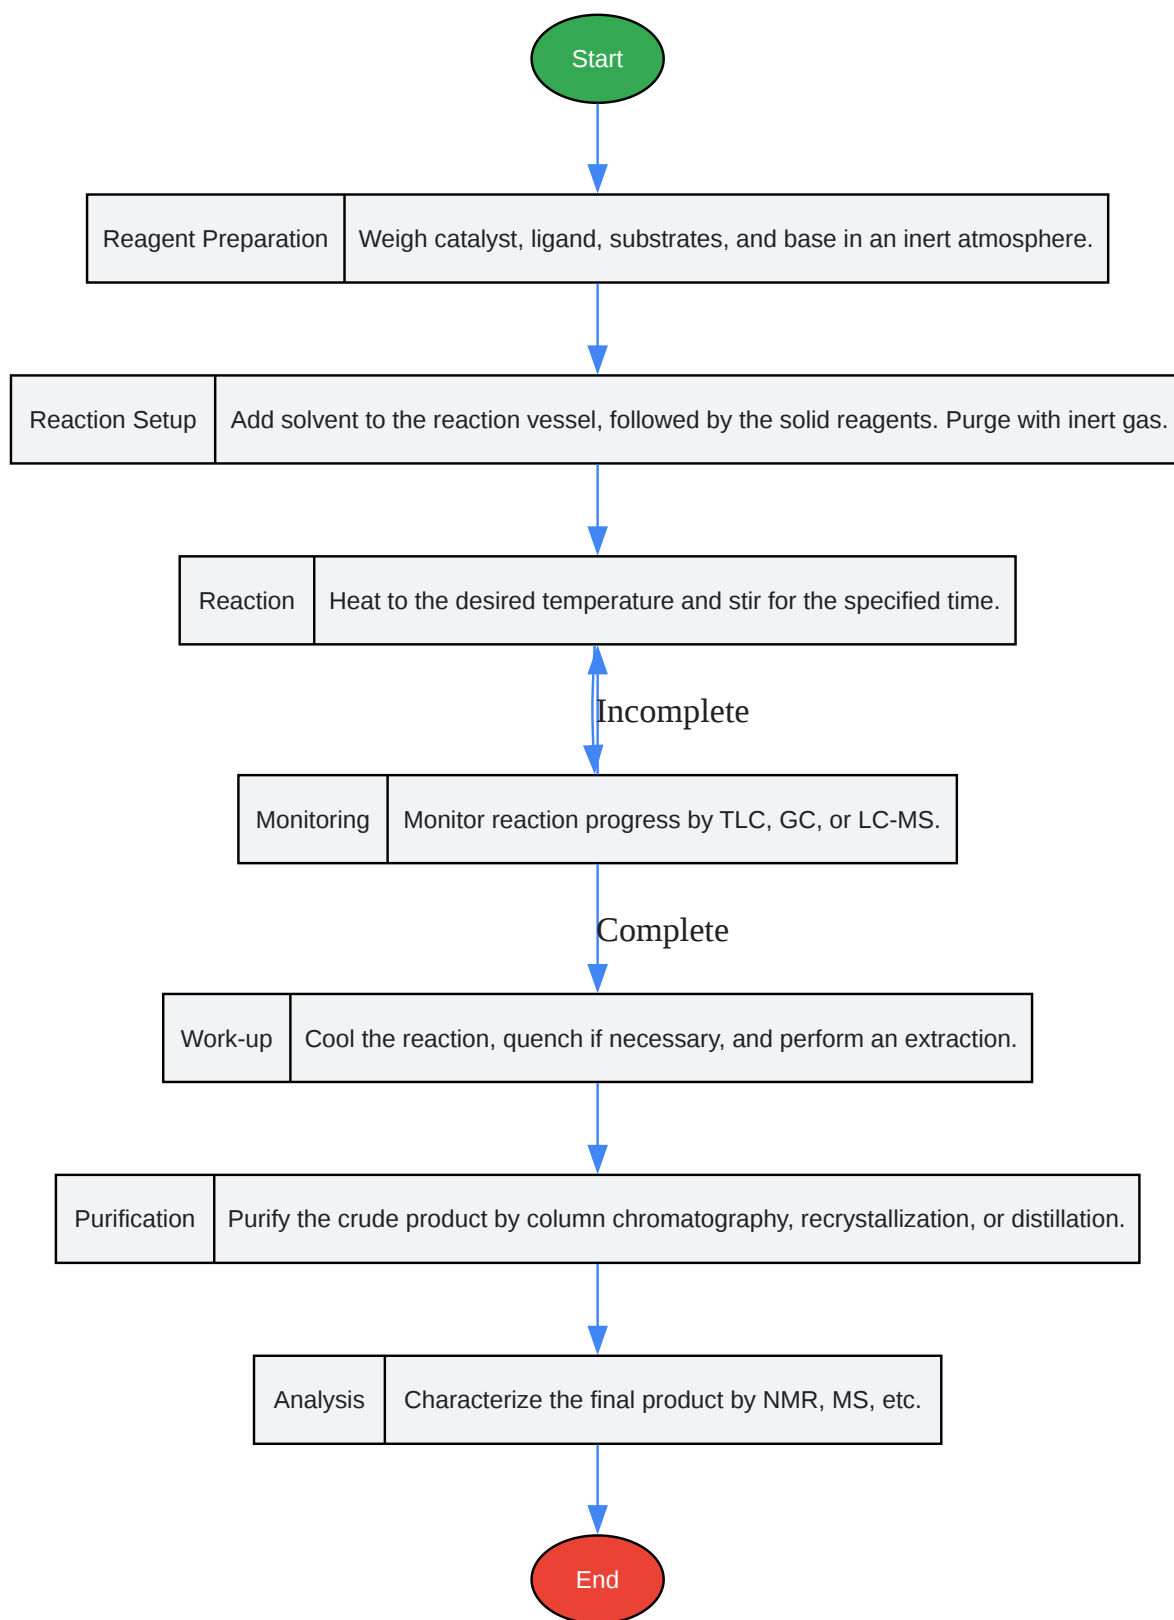 Start
Reagent Preparation
Weigh catalyst, ligand, substrates, and base in an inert atmosphere.
Reaction Setup
Add solvent to the reaction vessel, followed by the solid reagents. Purge with inert gas.
Reaction
Heat to the desired temperature and stir for the specified time.
Incomplete
Monitoring
Monitor reaction progress by TLC, GC, or LC-MS.
Complete
Work-up
Cool the reaction, quench if necessary, and perform an extraction.
Purification
Purify the crude product by column chromatography, recrystallization, or distillation.
Analysis
Characterize the final product by NMR, MS, etc.
End